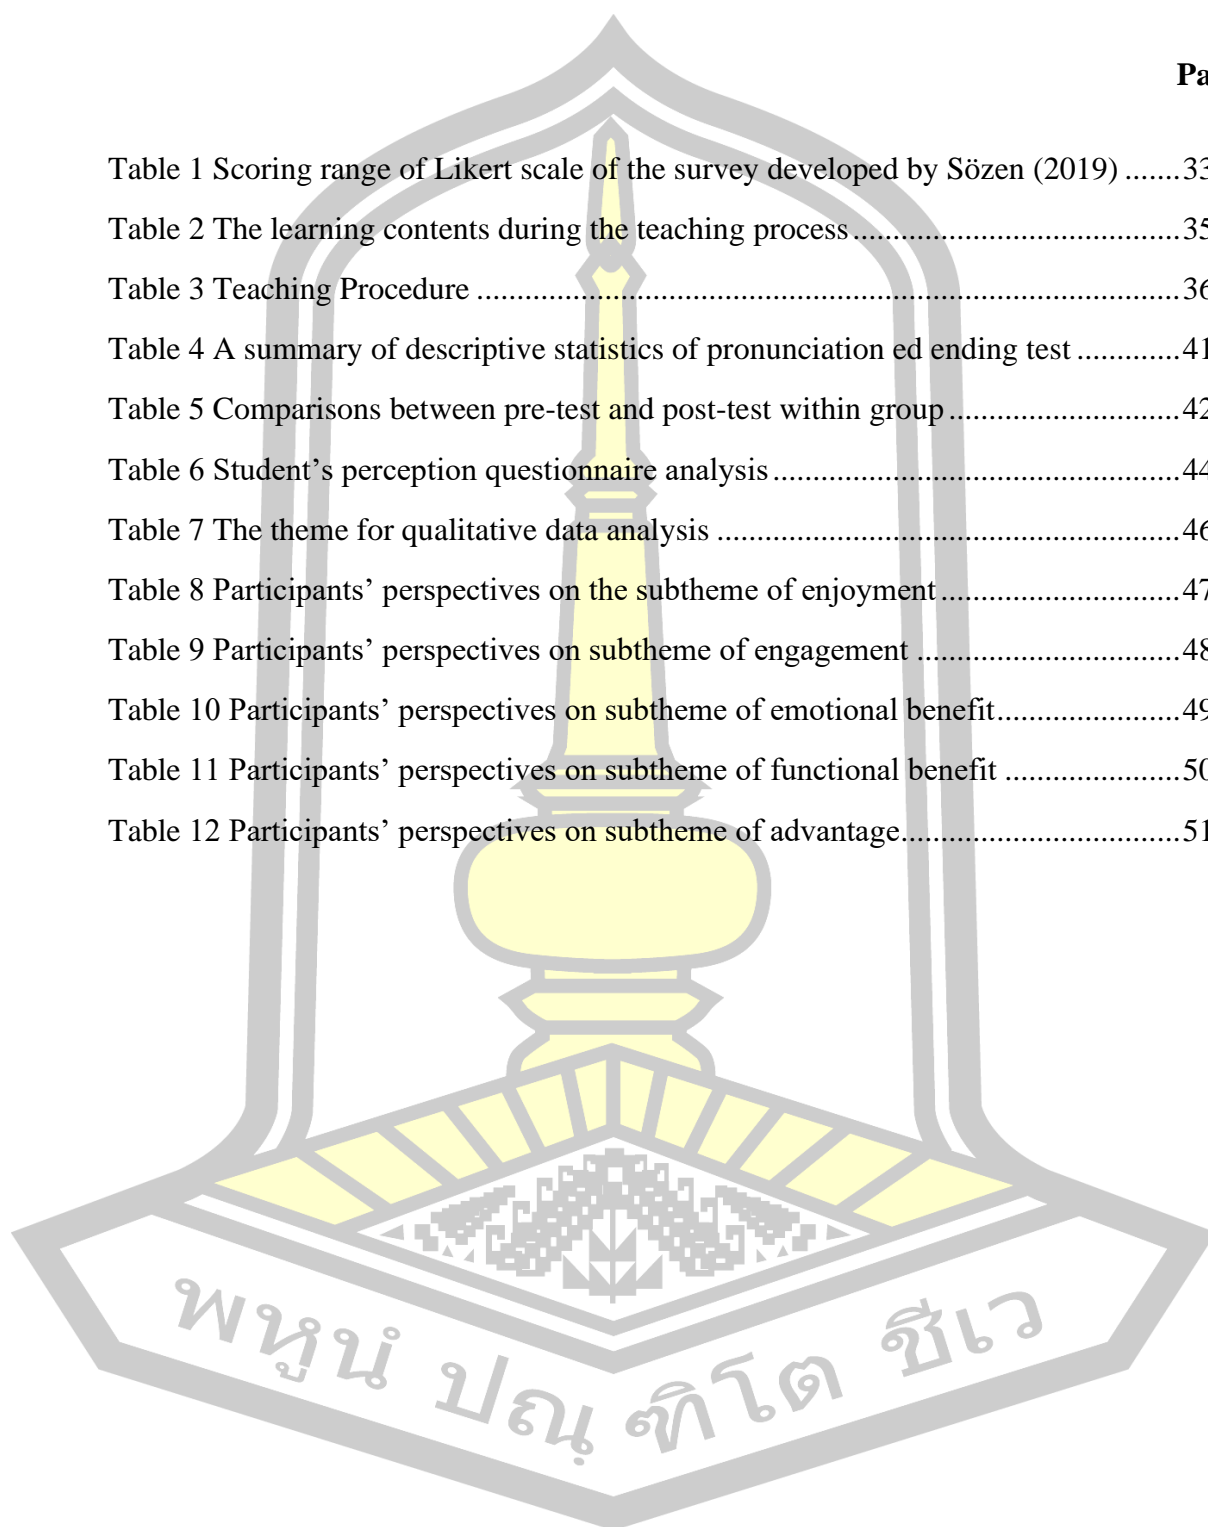 Pa
Table 1 Scoring range of Likert scale of the survey developed by Sözen (2019) .......33
Table 2 The learning contents during the teaching process ...................................35
Table 3 Teaching Procedure ..........................................................................36
Table 4 A summary of descriptive statistics of pronunciation ed ending test ...........41
Table 5 Comparisons between pre-test and post-test within group .........................42
Table 6 Student’s perception questionnaire analysis ............................................44
Table 7 The theme for qualitative data analysis .................................................46
Table 8 Participants’ perspectives on the subtheme of enjoyment ..........................47
Table 9 Participants’ perspectives on subtheme of engagement ............................48
Table 10 Participants’ perspectives on subtheme of emotional benefit ....................49
Table 11 Participants’ perspectives on subtheme of functional benefit ...................50
Table 12 Participants’ perspectives on subtheme of advantage ..............................51
พหูนํ ปณฺฑิโต ชีเว